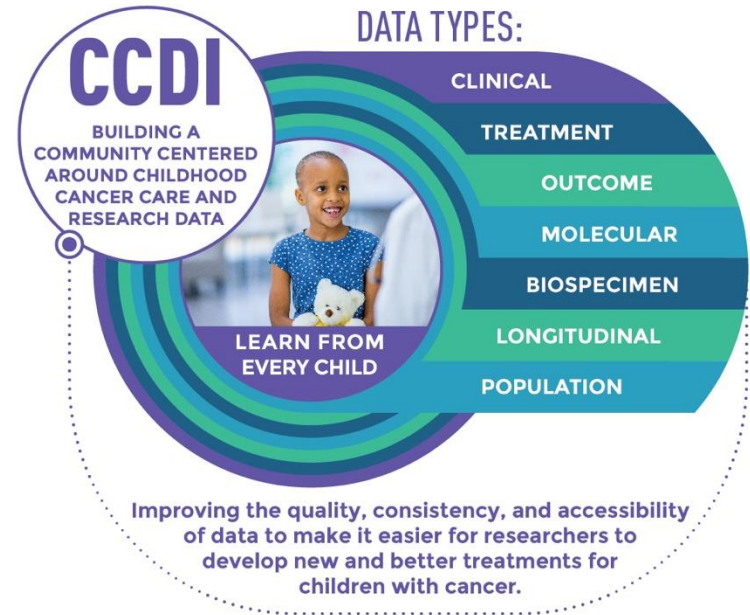 CCDI
BUILDING A
COMMUNITY CENTERED
AROUND CHILDHOOD
CANCER CARE AND
RESEARCH DATA
DATA TYPES:
CLINICAL
TREATMENT
OUTCOME
MOLECULAR
BIOSPECIMEN
LONGITUDINAL
POPULATION
LEARN FROM
EVERY CHILD
Improving the quality, consistency, and accessibility
of data to make it easier for researchers to
develop new and better treatments for
children with cancer.